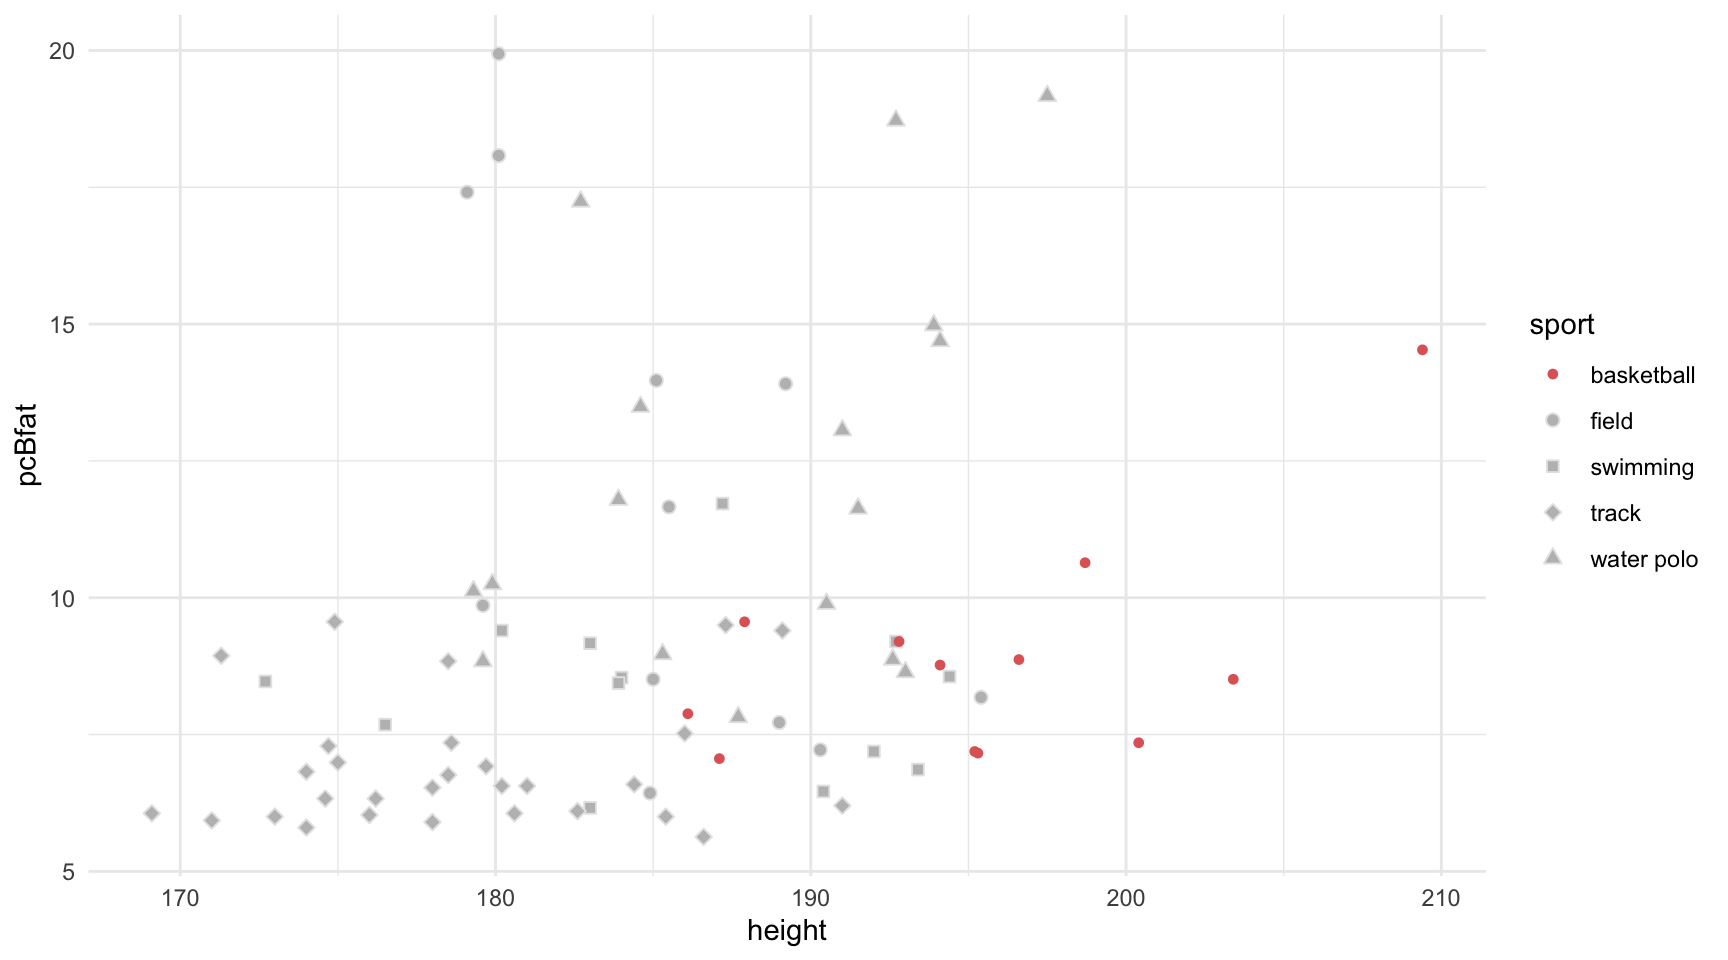 20
15
10
5
pcBfat
170 180 190 200 210
height
sport
basketball
field
swimming
track
water polo